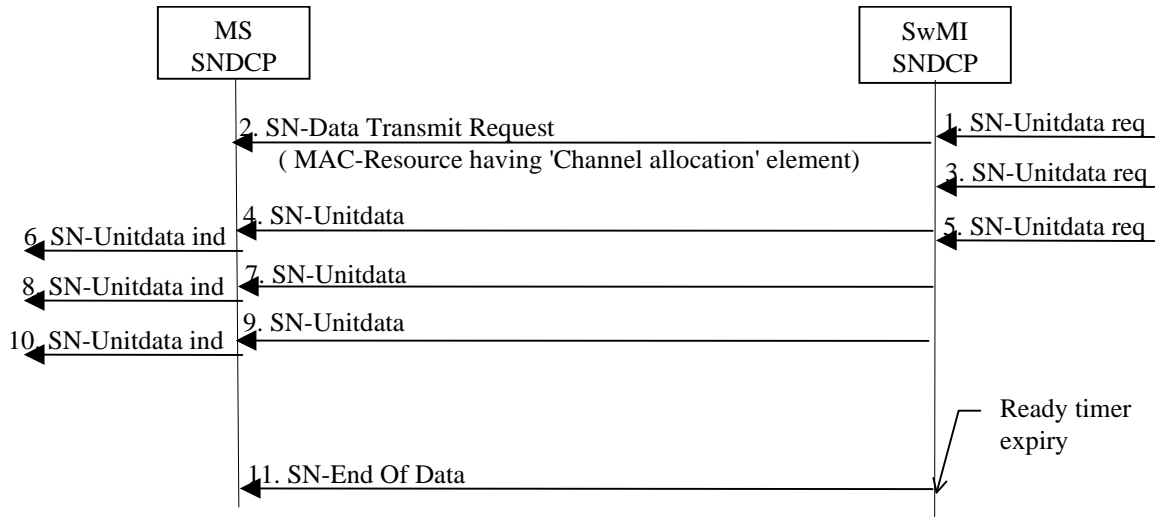 MS
SNDCP
SwMI
SNDCP
1. SN-Unitdata req
2. SN-Data Transmit Request
( MAC-Resource having 'Channel allocation' element)
3. SN-Unitdata req
4. SN-Unitdata
5. SN-Unitdata req
6. SN-Unitdata ind
7. SN-Unitdata
8. SN-Unitdata ind
9. SN-Unitdata
10. SN-Unitdata ind
Ready timer
expiry
11. SN-End Of Data